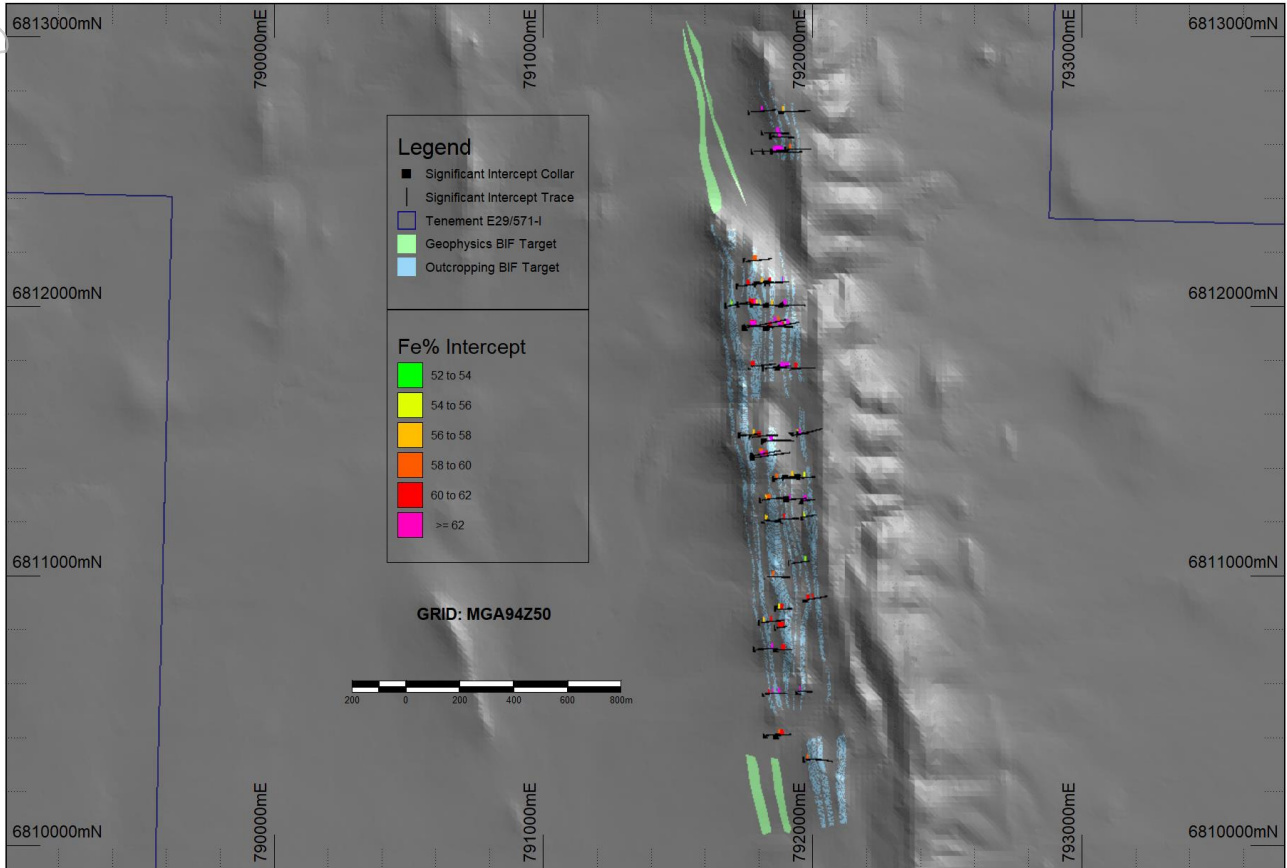 6813000mN
790000mE
791000mE
792000mE
793000mE
6813000mN
Legend
Significant Intercept Collar
Significant Intercept Trace
Tenement E29/571-I
Geophysics BIF Target
Outcropping BIF Target
6812000mN
6812000mN
Fe% Intercept
52 to 54
54 to 56
56 to 58
58 to 60
60 to 62
>= 62
6811000mN
6811000mN
GRID: MGA94Z50
200 0 200 400 600 800m
6810000mN
790000mE
791000mE
792000mE
793000mE
6810000mN